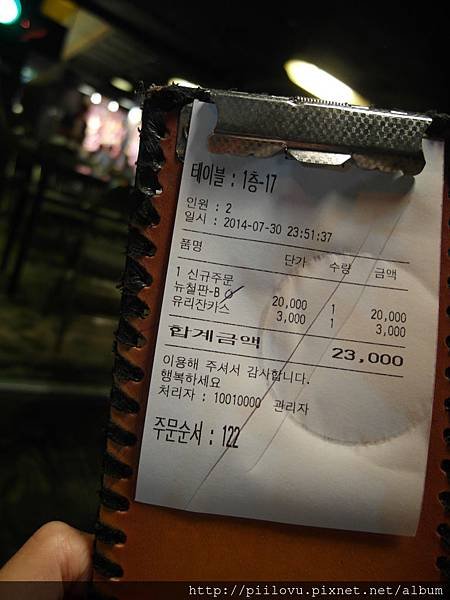 테이블 : 1층-17
인원 : 2
일시 : 2014-07-30 23:51:37
품명 단가 수량 금액
1 신규주문
뉴철판-B 20,000 1 20,000
유리잔카스 3,000 1 3,000
합계금액 23,000
이용해 주셔서 감사합니다.
행복하세요
처리자 : 10010000 관리자
주문순서 : 122
http://piilovu.pixnet.net/album